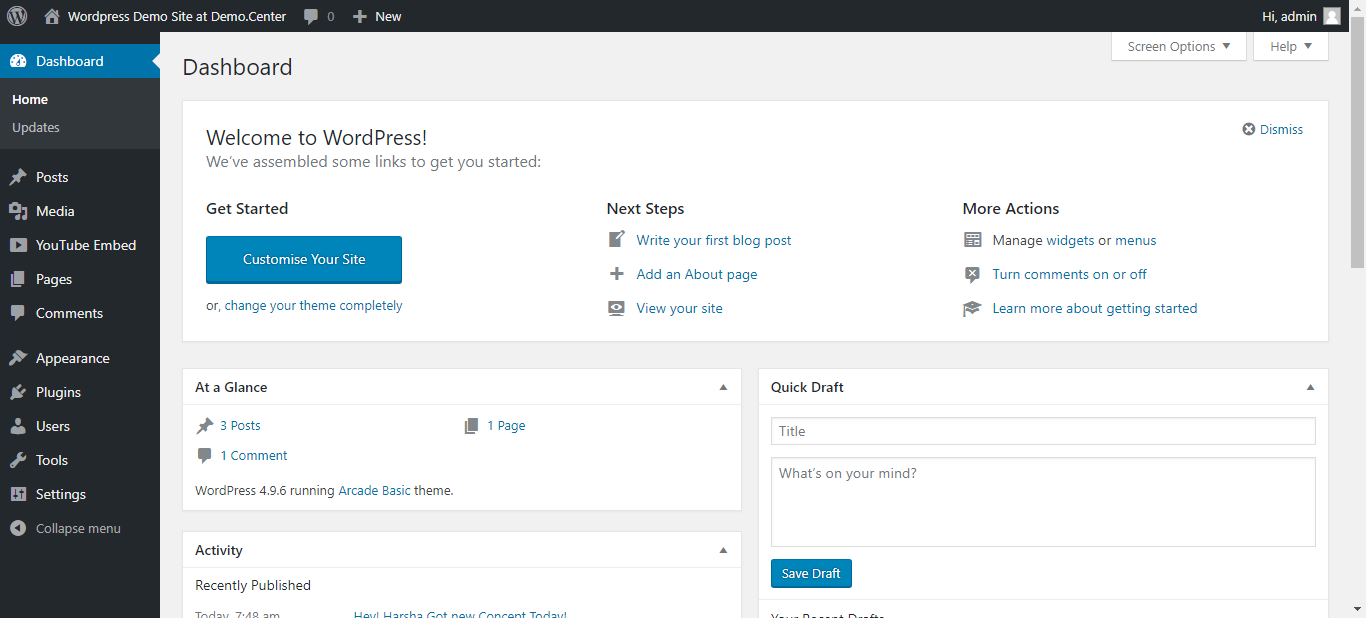 Wordpress Demo Site at Demo.Center 0 New Hi, admin
Dashboard
Home
Updates
Posts
Media
YouTube Embed
Pages
Comments
Appearance
Plugins
Users
Tools
Settings
Collapse menu
Screen Options Help
Dashboard
Welcome to WordPress!
We've assembled some links to get you started:
Dismiss
Get Started
Customise Your Site
or, change your theme completely
Next Steps
Write your first blog post
Add an About page
View your site
More Actions
Manage widgets or menus
Turn comments on or off
Learn more about getting started
At a Glance
3 Posts 1 Page
1 Comment
WordPress 4.9.6 running Arcade Basic theme.
Activity
Recently Published
Today, 7:48 am Hey! Harsha Got new Concept Today!
Quick Draft
Title
What's on your mind?
Save Draft
Your Recent Drafts